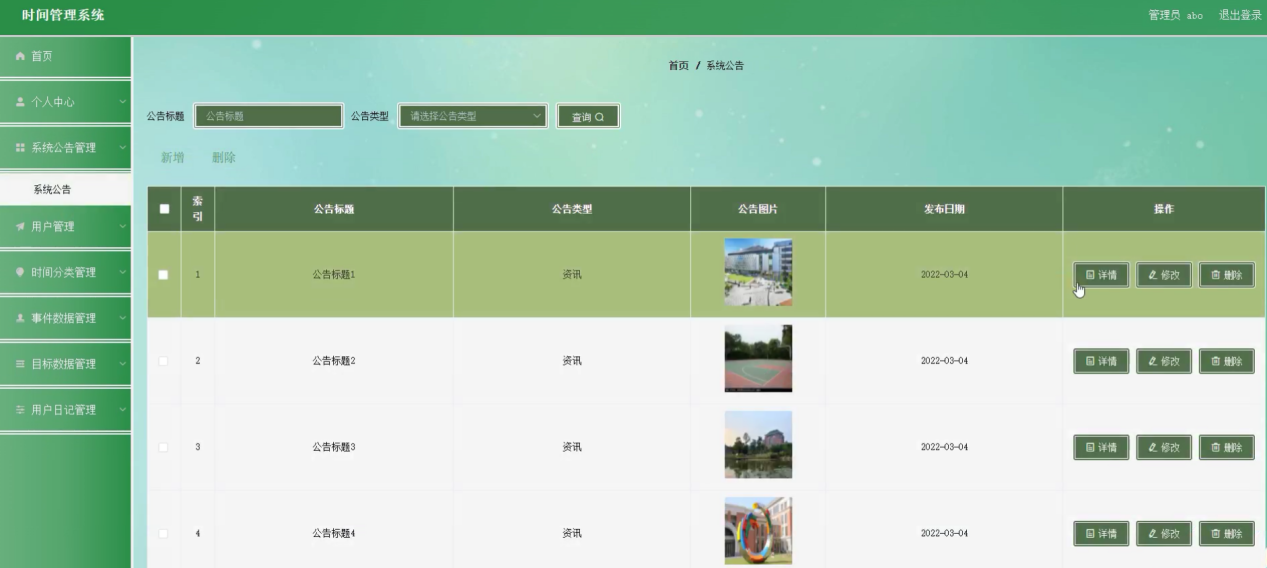 时间管理系统
管理员 abo 退出登录
首页
个人中心
系统公告管理
系统公告
用户管理
时间分类管理
事件数据管理
目标数据管理
用户日记管理
首页 / 系统公告
公告标题 公告标题 公告类型 请选择公告类型 查询
新增 删除
索引 公告标题 公告类型 公告图片 发布日期 操作
1 公告标题1 资讯 2022-03-04 详情 修改 删除
2 公告标题2 资讯 2022-03-04 详情 修改 删除
3 公告标题3 资讯 2022-03-04 详情 修改 删除
4 公告标题4 资讯 2022-03-04 详情 修改 删除